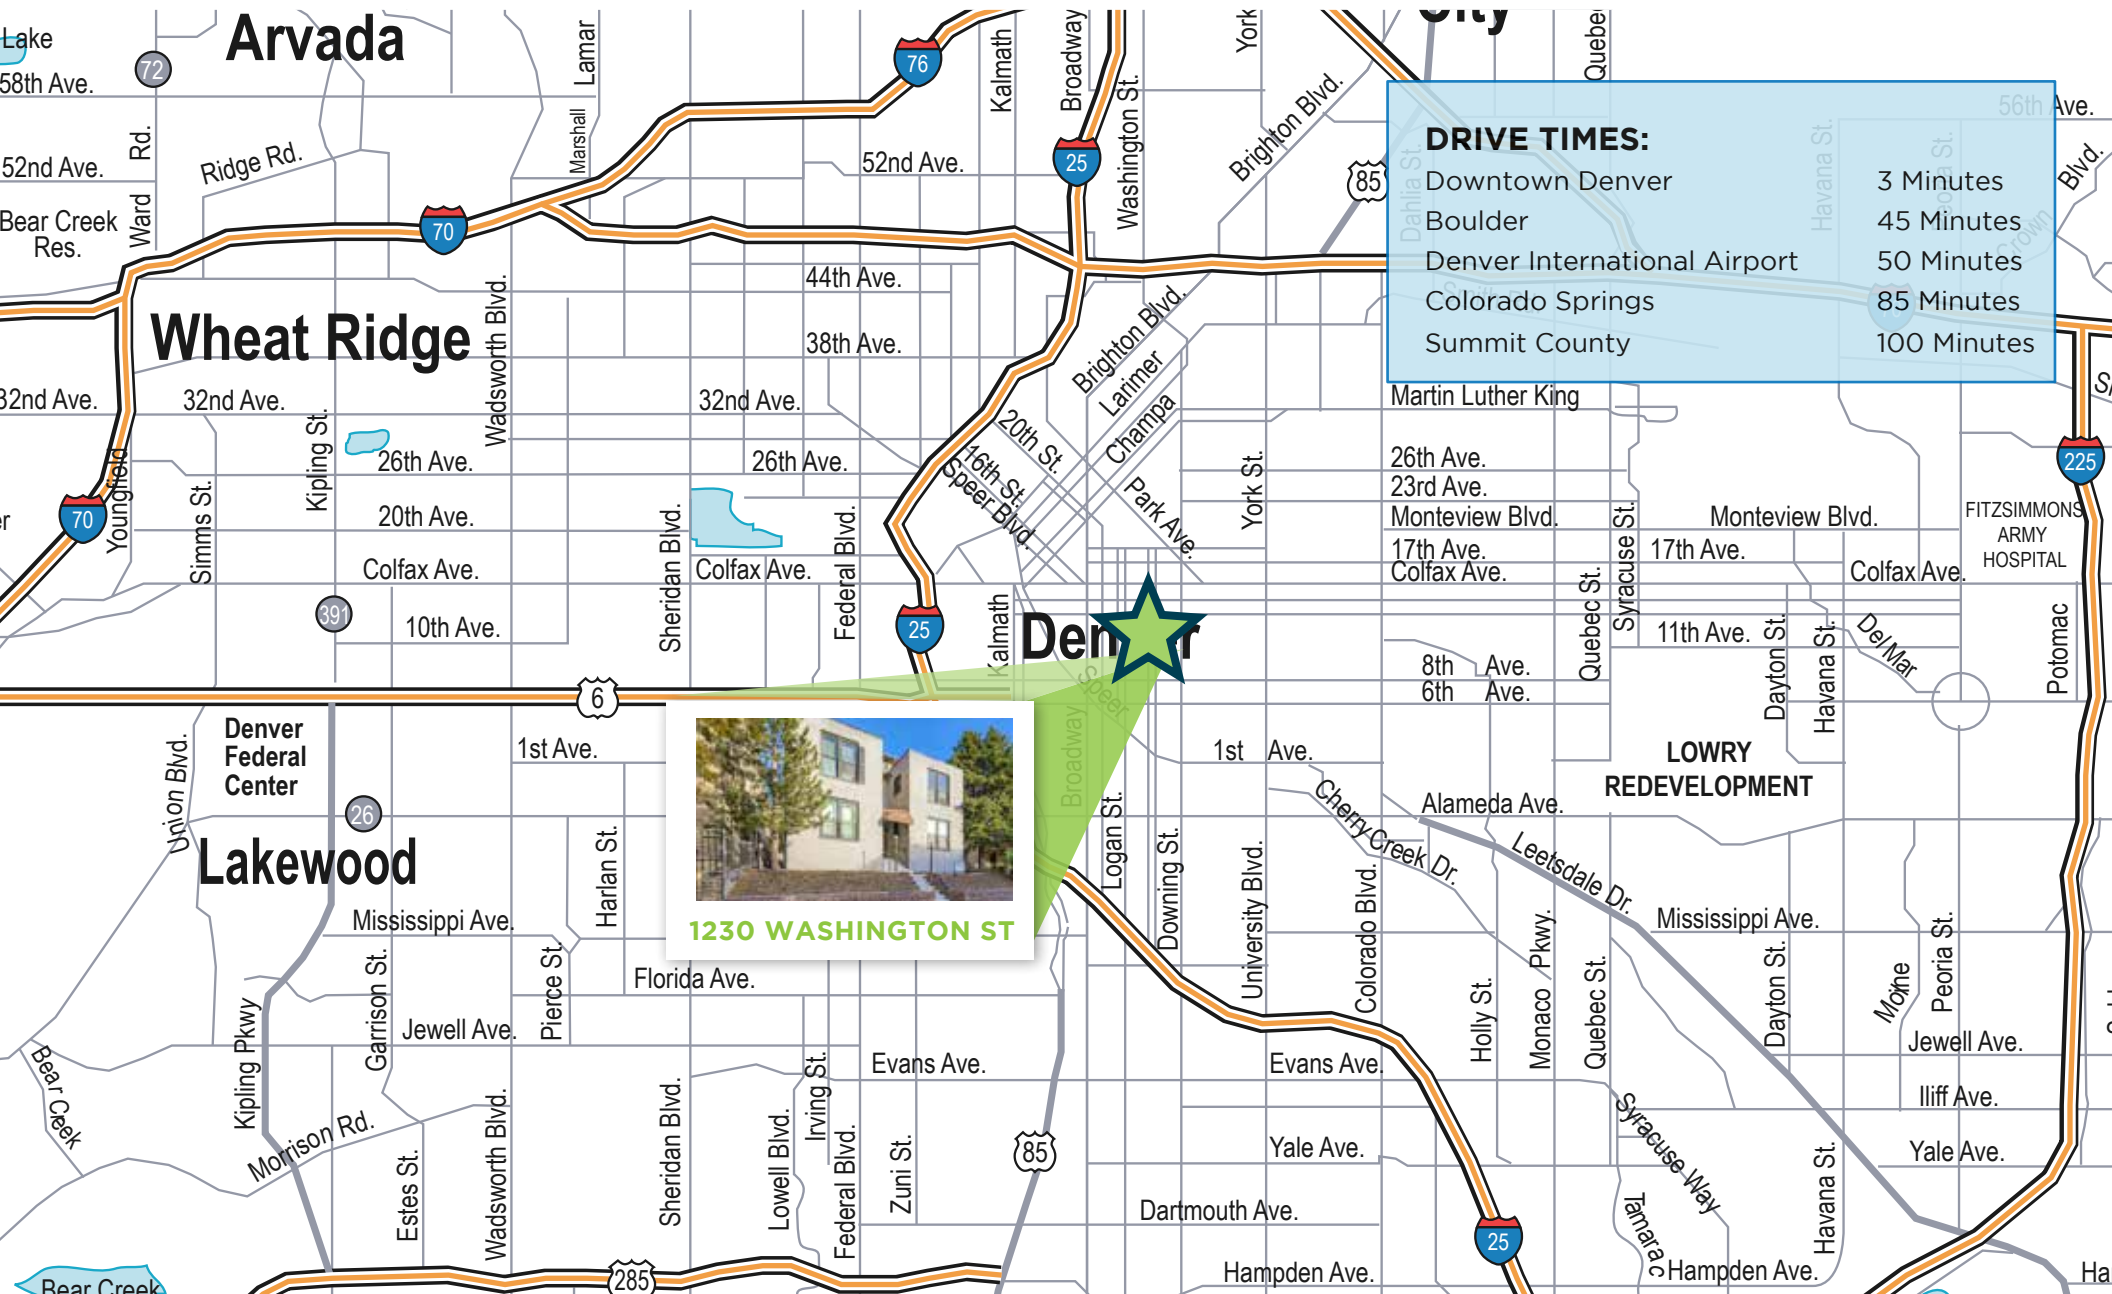 Lake
Arvada
72
58th Ave.
Lamar
76
Kalmath
Broadway
York
City
Quebec
Washington St.
Brighton Blvd.
56th Ave.
DRIVE TIMES:
Downtown Denver 3 Minutes
Boulder 45 Minutes
Denver International Airport 50 Minutes
Colorado Springs 85 Minutes
Summit County 100 Minutes
Rd.
Ward
52nd Ave.
Ridge Rd.
Marshall
52nd Ave.
25
85
Dahlia St.
Havana St.
Blvd.
Crown
Bear Creek
Res.
70
44th Ave.
Wheat Ridge
Wadsworth Blvd.
38th Ave.
Brighton Blvd.
Larimer
Champa
32nd Ave.
32nd Ave.
32nd Ave.
Martin Luther King
Kipling St.
26th Ave.
26th Ave.
20th St.
16th St.
Speer Blvd.
Park Ave.
York St.
26th Ave.
23rd Ave.
Monteview Blvd.
Monteview Blvd.
17th Ave.
17th Ave.
Colfax Ave.
Colfax Ave.
225
FITZSIMMONS
ARMY
HOSPITAL
70
Youngfield
Simms St.
20th Ave.
Colfax Ave.
Sheridan Blvd.
Colfax Ave.
Federal Blvd.
391
10th Ave.
25
Kalmath
Denver
Quebec St.
Syracuse St.
11th Ave.
Dayton St.
Havana St.
Del Mar
Potomac
8th Ave.
6th Ave.
6
Speer
Broadway
Denver
Federal
Center
Union Blvd.
1st Ave.
1st Ave.
LOWRY
REDEVELOPMENT
26
Lakewood
Harlan St.
1230 WASHINGTON ST
Logan St.
Downing St.
University Blvd.
Cherry Creek Dr.
Alameda Ave.
Leetsdale Dr.
Colorado Blvd.
Mississippi Ave.
Mississippi Ave.
Garrison St.
Pierce St.
Florida Ave.
Holly St.
Monaco Pkwy.
Quebec St.
Dayton St.
Moline
Peoria St.
Kipling Pkwy
Jewell Ave.
Jewell Ave.
Bear Creek
Evans Ave.
Evans Ave.
Irving St.
Iliff Ave.
Morrison Rd.
Wadsworth Blvd.
Sheridan Blvd.
Lowell Blvd.
Federal Blvd.
Zuni St.
85
Yale Ave.
Yale Ave.
Syracuse Way
Estes St.
Dartmouth Ave.
Tamarac
Havana St.
25
Bear Creek
285
Hampden Ave.
Hampden Ave.
Ha